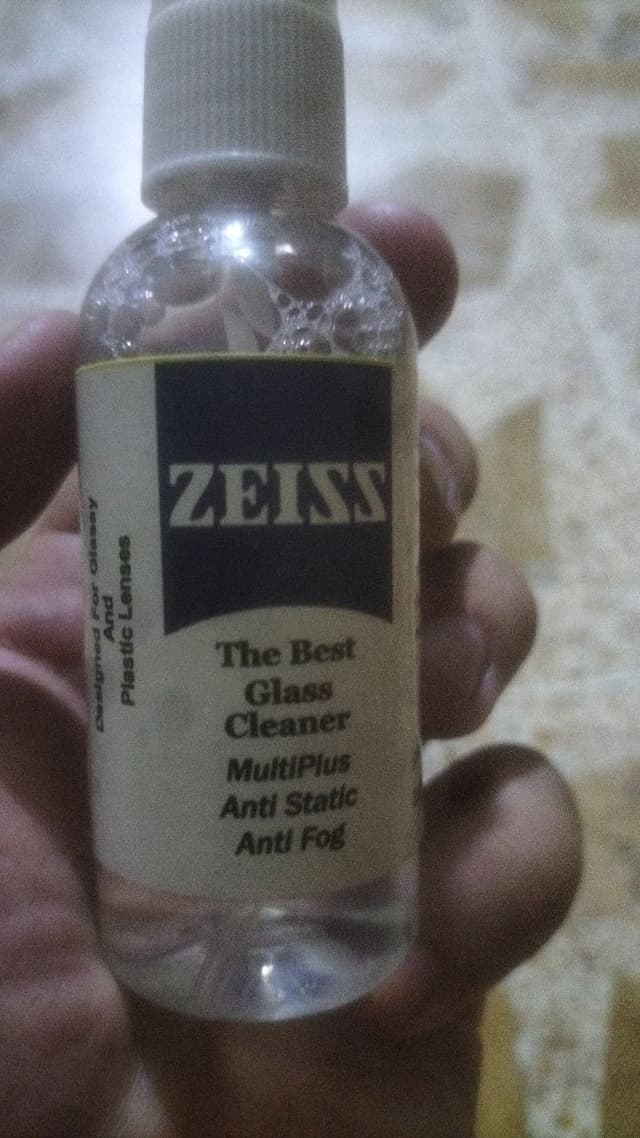 ZEISS
The Best
Glass
Cleaner
MultiPlus
Anti Static
Anti Fog
Designed For Glassy
And
Plastic Lenses